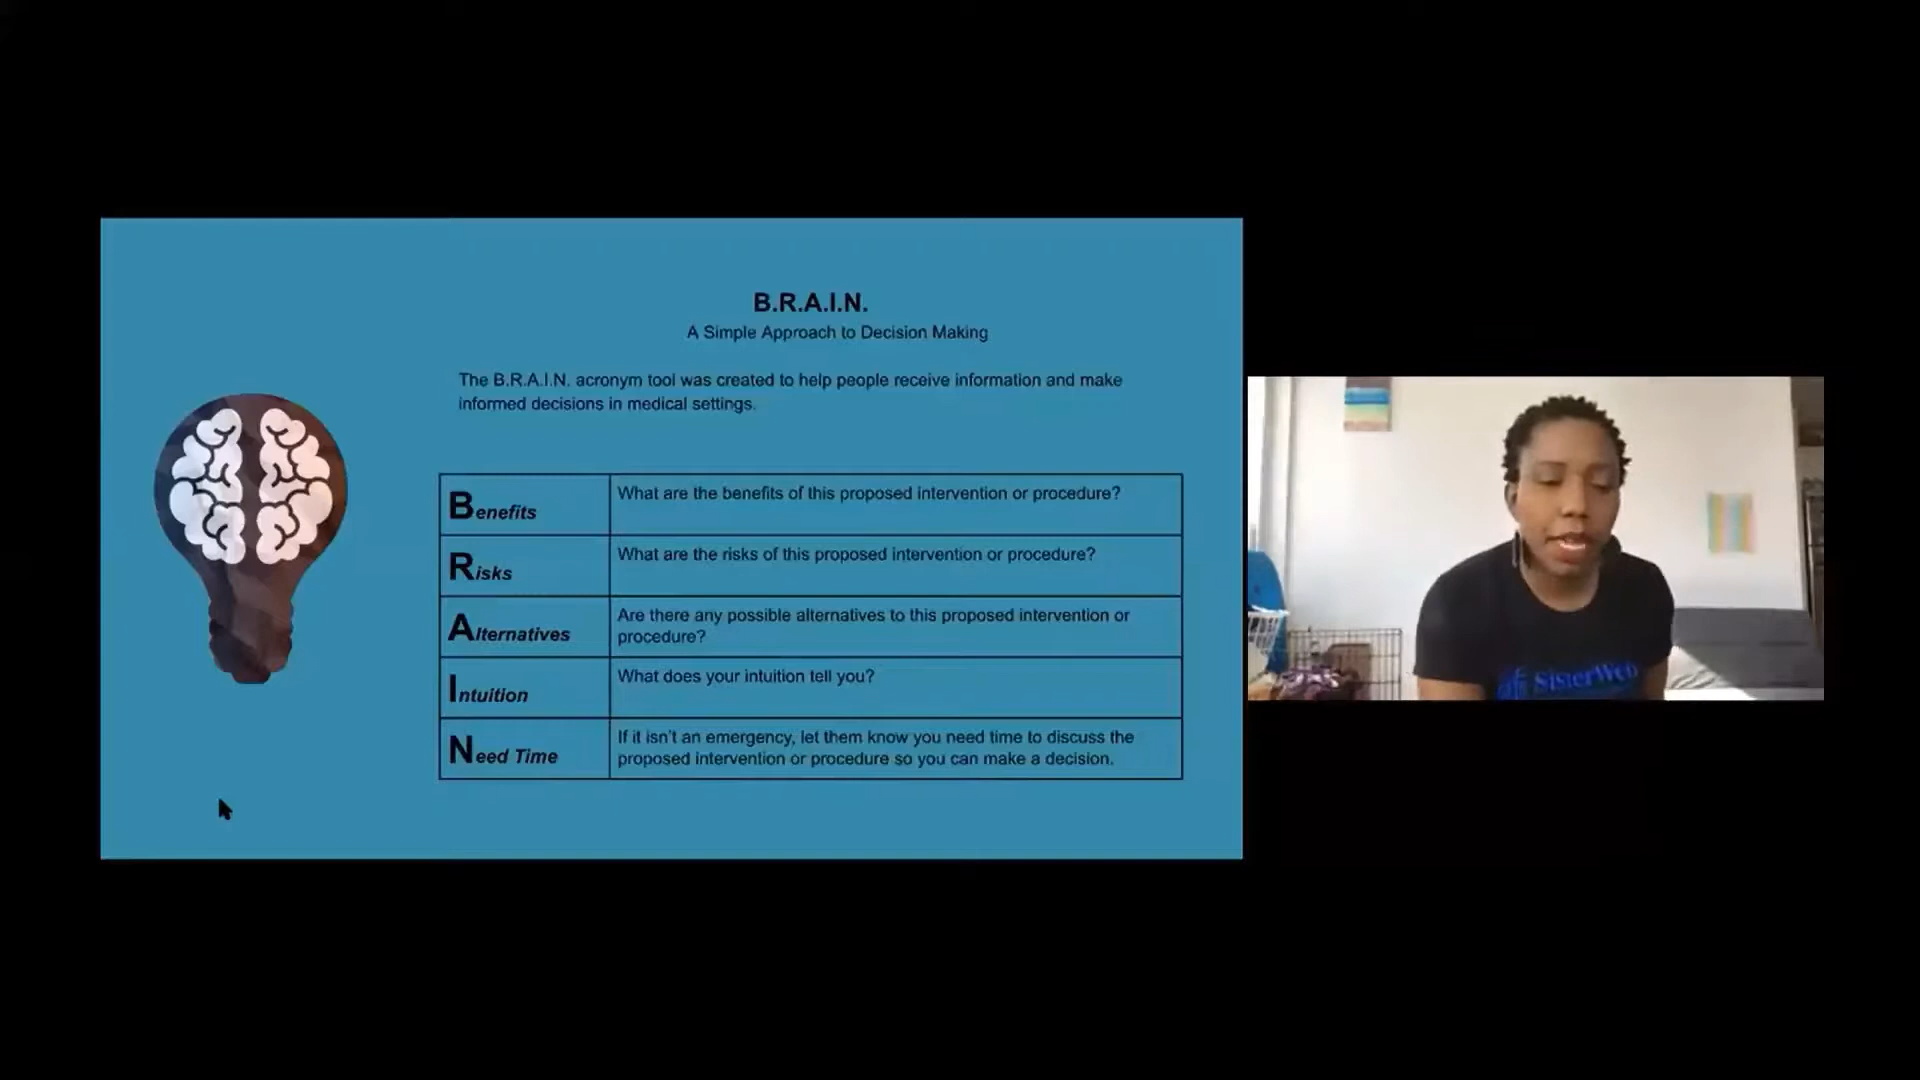 B.R.A.I.N.
A Simple Approach to Decision Making
The B.R.A.I.N. acronym tool was created to help people receive information and make
informed decisions in medical settings.
Benefits
What are the benefits of this proposed intervention or procedure?
Risks
What are the risks of this proposed intervention or procedure?
Alternatives
Are there any possible alternatives to this proposed intervention or
procedure?
Intuition
What does your intuition tell you?
Need Time
If it isn't an emergency, let them know you need time to discuss the
proposed intervention or procedure so you can make a decision.
SisterWeb